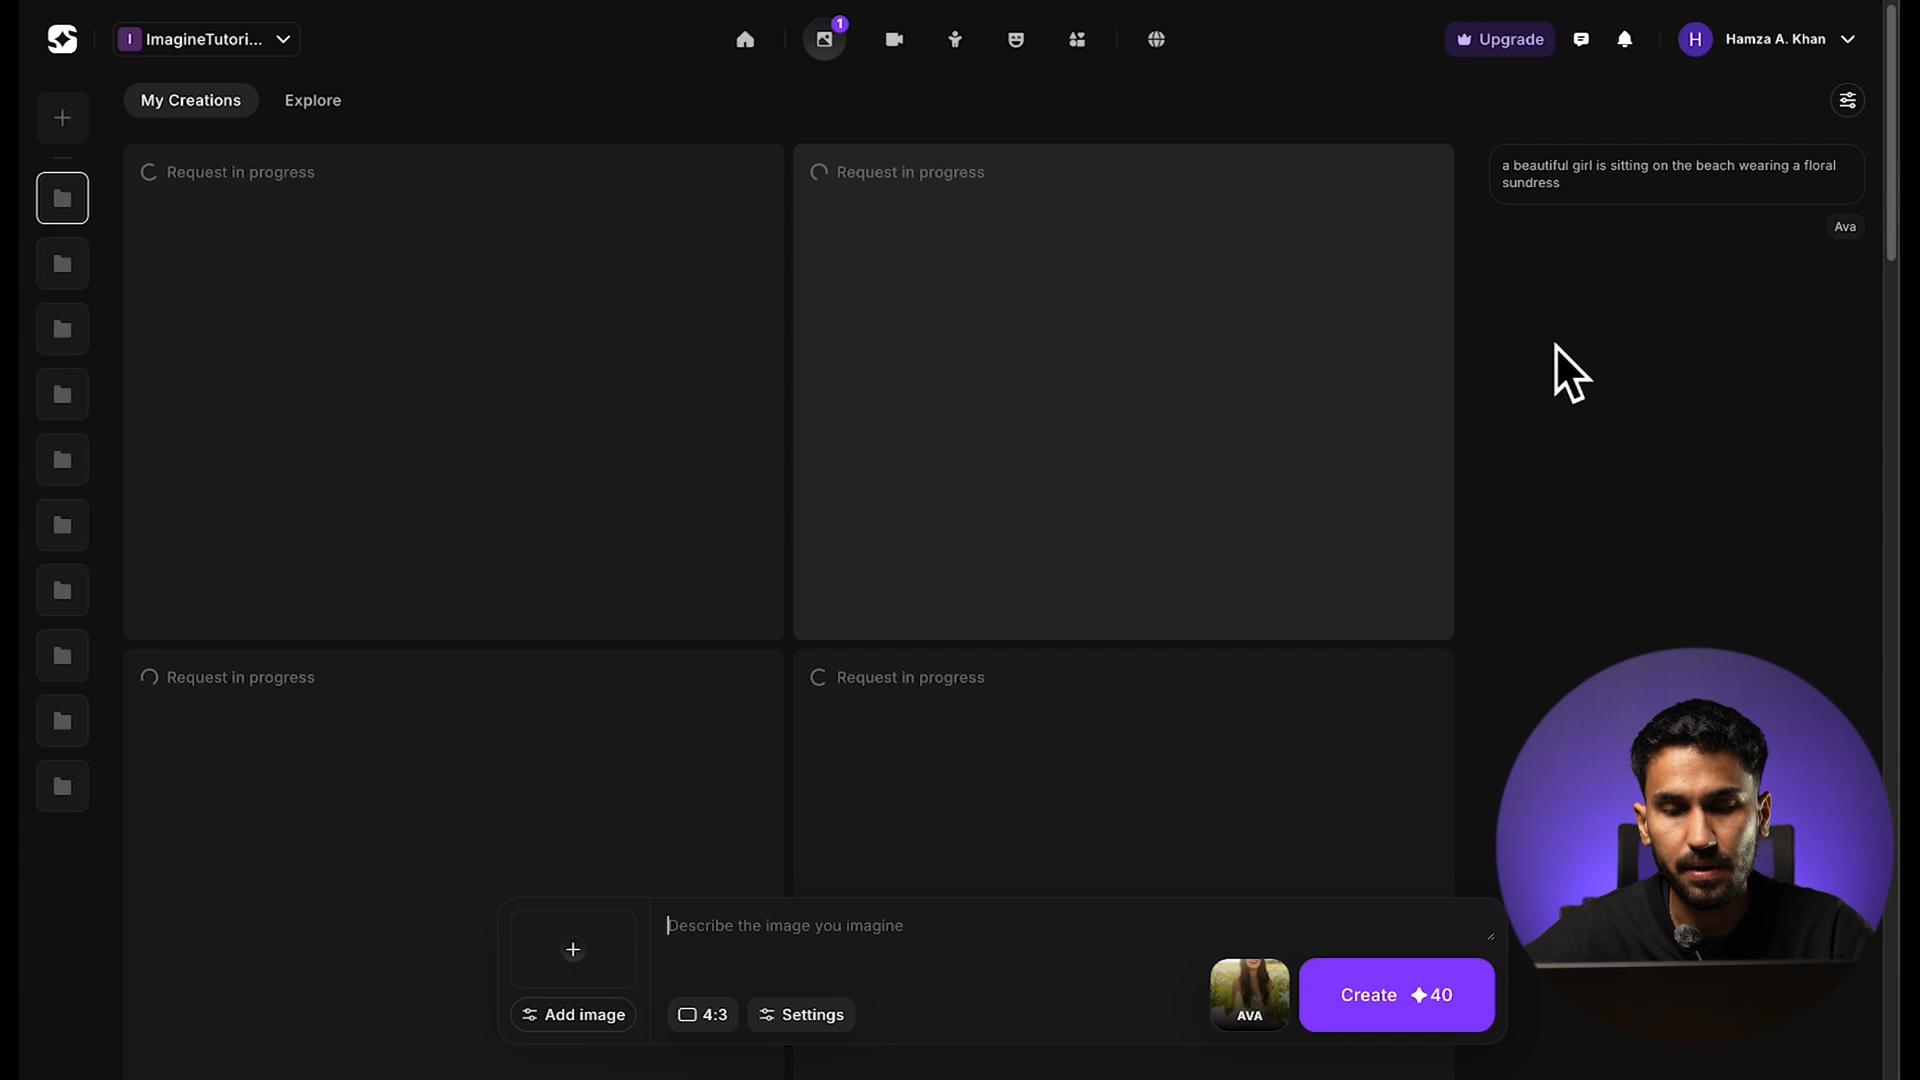 I ImagineTutori...
1
Upgrade
H Hamza A. Khan
My Creations
Explore
Request in progress
Request in progress
a beautiful girl is sitting on the beach wearing a floral
sundress
Ava
Request in progress
Request in progress
Describe the image you imagine
Add image
4:3
Settings
AVA
Create 40